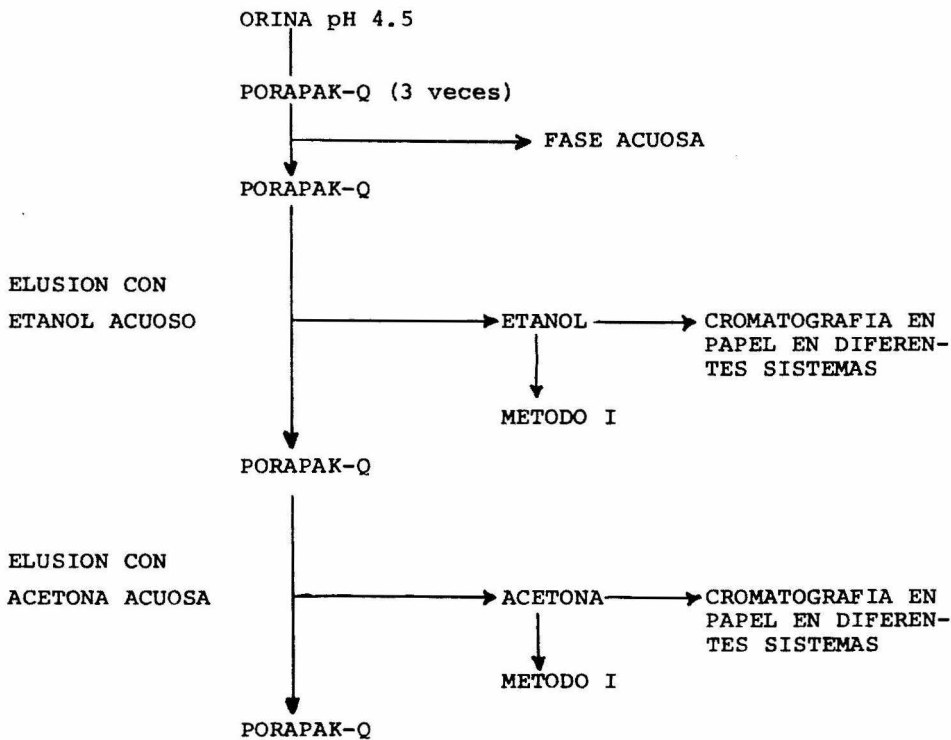 ORINA pH 4.5
PORAPAK-Q (3 veces)
FASE ACUOSA
PORAPAK-Q
ELUSION CON
ETANOL ACUOSO
ETANOL
CROMATOGRAFIA EN
PAPEL EN DIFEREN-
TES SISTEMAS
METODO I
PORAPAK-Q
ELUSION CON
ACETONA ACUOSA
ACETONA
CROMATOGRAFIA EN
PAPEL EN DIFEREN-
TES SISTEMAS
METODO I
PORAPAK-Q